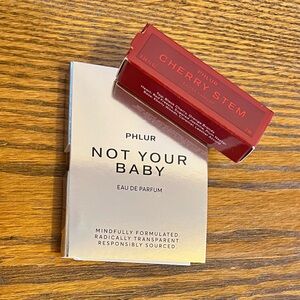 PHLUR
CHERRY STEM
PHLUR
NOT YOUR
BABY
EAU DE PARFUM
MINDFULLY FORMULATED
RADICALLY TRANSPARENT
RESPONSIBLY SOURCED